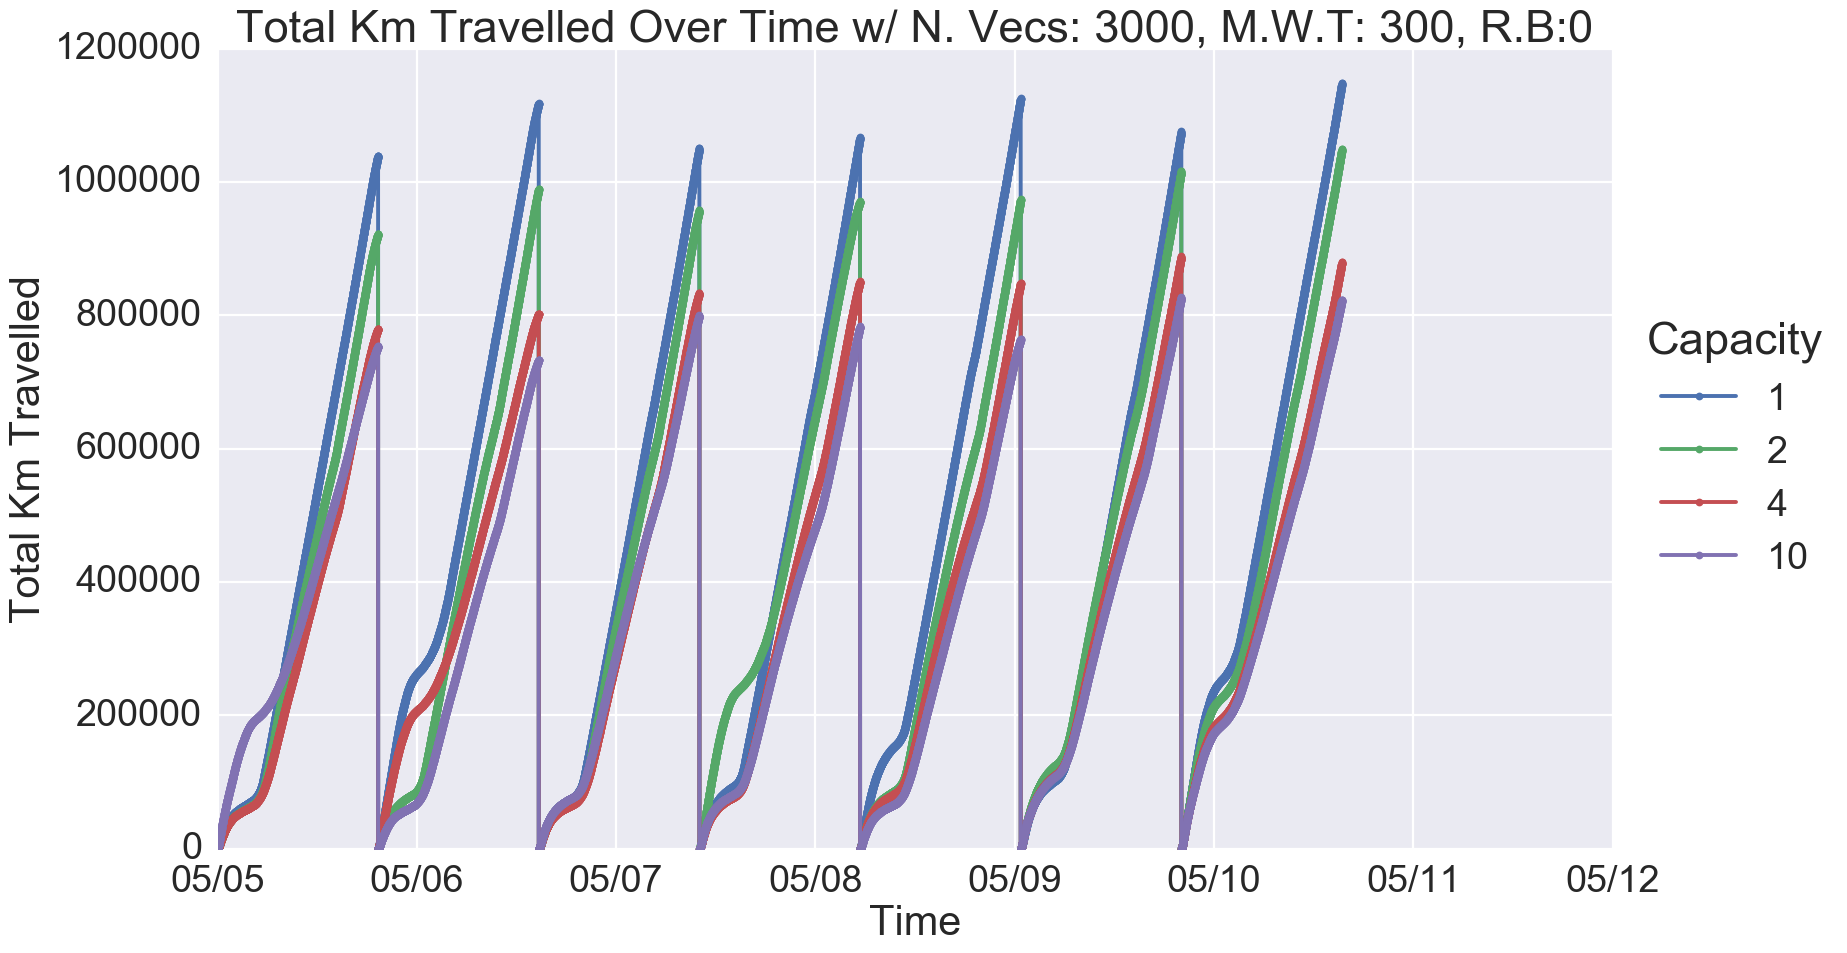 Total Km Travelled Over Time w/ N. Vecs: 3000, M.W.T: 300, R.B:0
1200000
1000000
800000
600000
400000
200000
0
Total Km Travelled
05/05 05/06 05/07 05/08 05/09 05/10 05/11 05/12
Time
Capacity
1
2
4
10